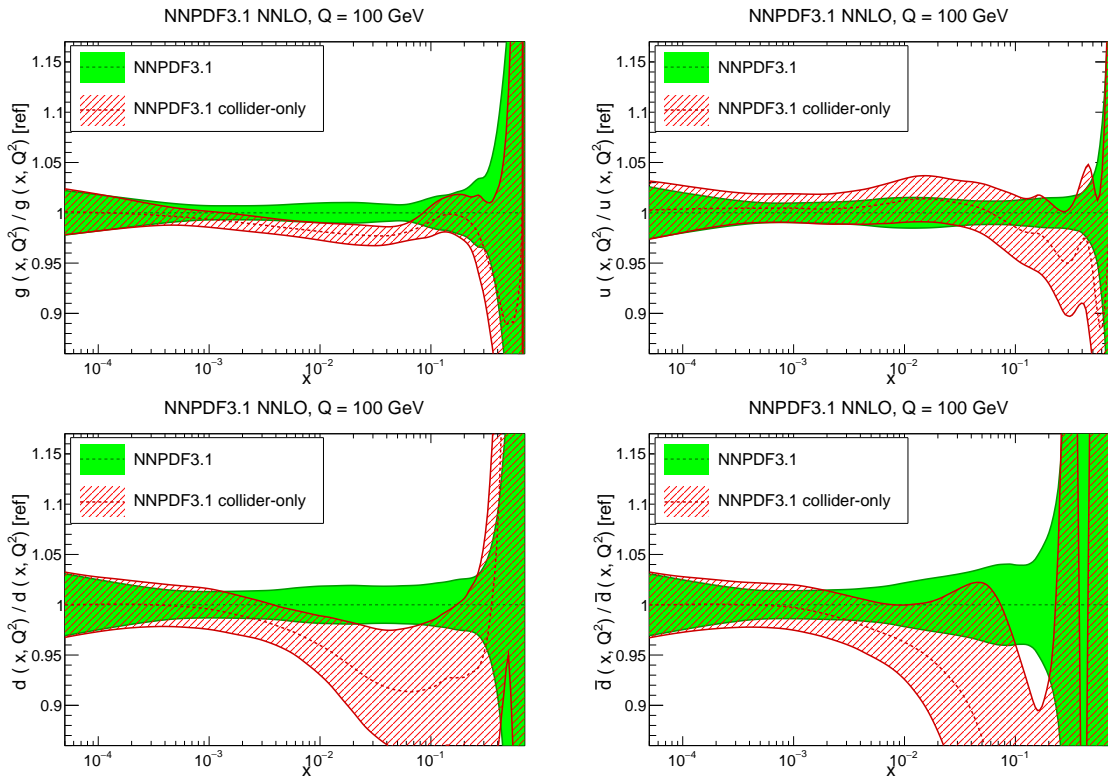 NNPDF3.1 NNLO, Q = 100 GeV
g ( x, Q²) / g ( x, Q²) [ref]
1.15
1.1
1.05
1
0.95
0.9
NNPDF3.1
NNPDF3.1 collider-only
10⁻⁴
10⁻³
10⁻²
10⁻¹
x
NNPDF3.1 NNLO, Q = 100 GeV
u ( x, Q²) / u ( x, Q²) [ref]
1.15
1.1
1.05
1
0.95
0.9
NNPDF3.1
NNPDF3.1 collider-only
10⁻⁴
10⁻³
10⁻²
10⁻¹
x
NNPDF3.1 NNLO, Q = 100 GeV
d ( x, Q²) / d ( x, Q²) [ref]
1.15
1.1
1.05
1
0.95
0.9
NNPDF3.1
NNPDF3.1 collider-only
10⁻⁴
10⁻³
10⁻²
10⁻¹
x
NNPDF3.1 NNLO, Q = 100 GeV
d̅ ( x, Q²) / d̅ ( x, Q²) [ref]
1.15
1.1
1.05
1
0.95
0.9
NNPDF3.1
NNPDF3.1 collider-only
10⁻⁴
10⁻³
10⁻²
10⁻¹
x